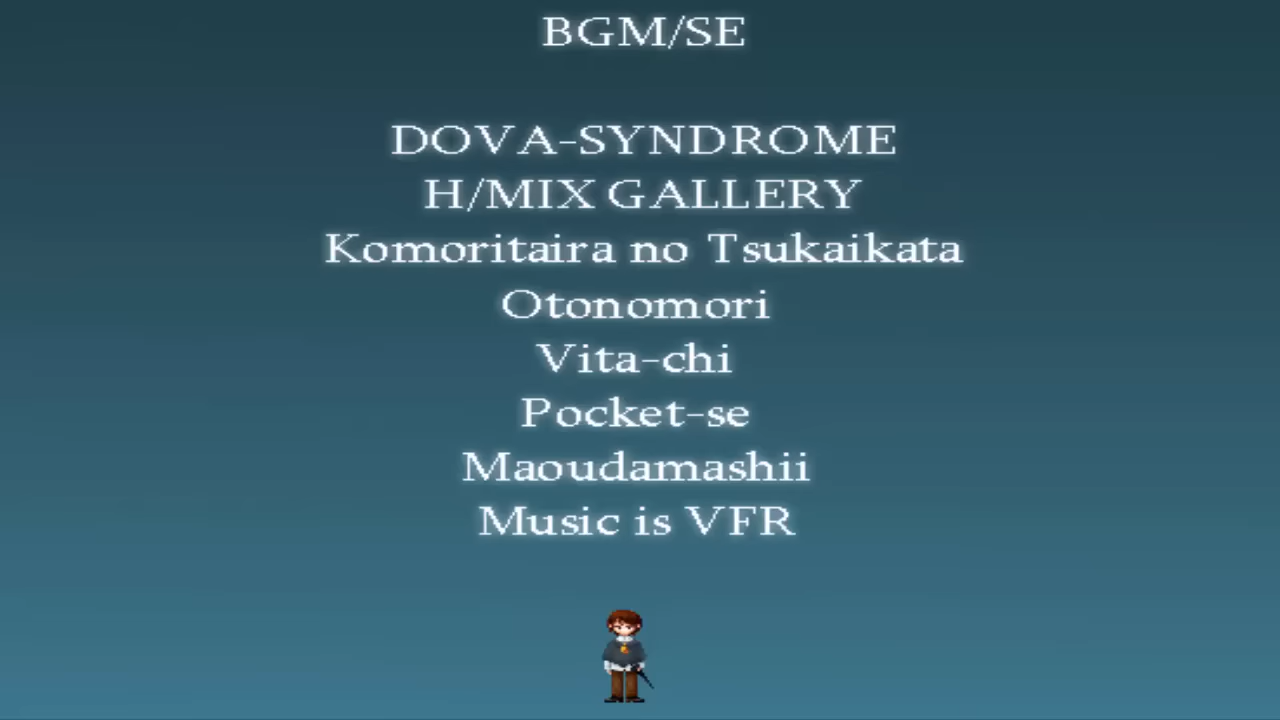 BGM/SE
DOVA-SYNDROME
H/MIX GALLERY
Komoritaira no Tsukaikata
Otonomori
Vita-chi
Pocket-se
Maoudamashii
Music is VFR